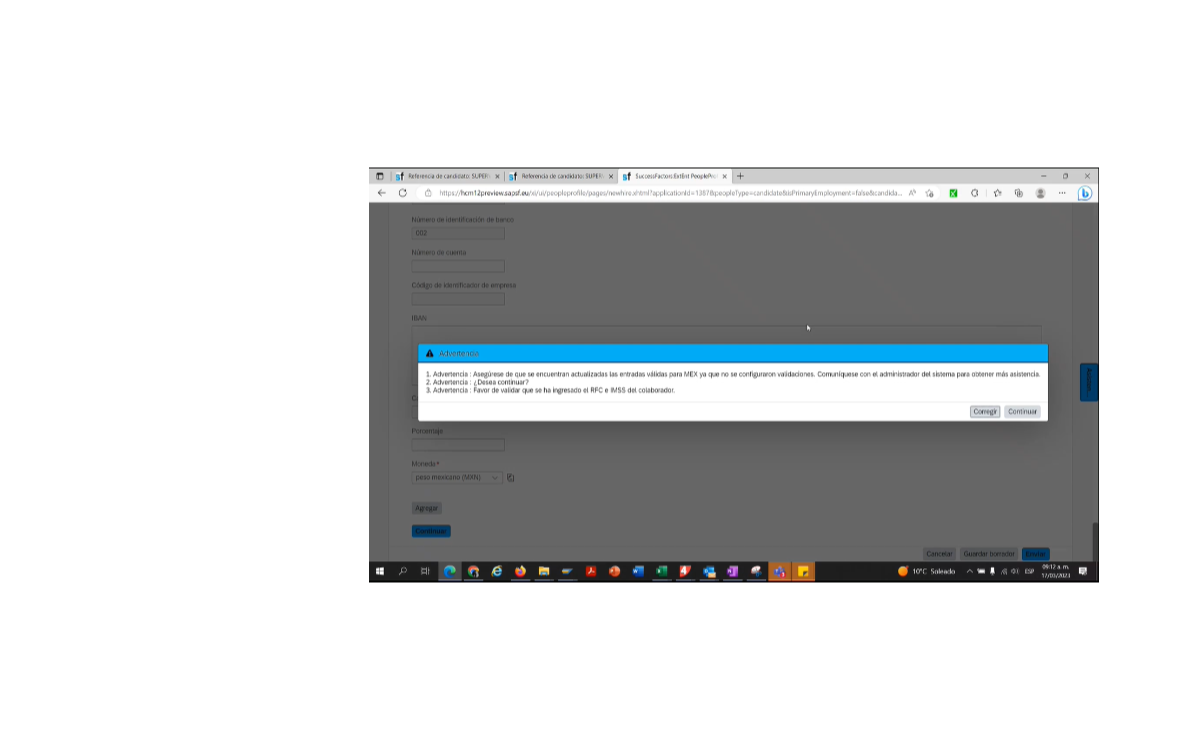 Referencia de candidato: SUPER
Referencia de candidato: SUPER
SuccessFactors:ExtEnt PeoplePro
https://hcm12preview.sapsf.eu/xi/ui/peopleprofile/pages/newhire.xhtml?applicationId=1387&peopleType=candidate&isPrimaryEmployment=false&candida...
Número de identificación de banco
002
Número de cuenta
Código de identificador de empresa
IBAN
Advertencia
1. Advertencia : Asegúrese de que se encuentran actualizadas las entradas válidas para MEX ya que no se configuraron validaciones. Comuníquese con el administrador del sistema para obtener más asistencia.
2. Advertencia : ¿Desea continuar?
3. Advertencia : Favor de validar que se ha ingresado el RFC e IMSS del colaborador.
Corregir Continuar
Porcentaje
Moneda*
peso mexicano (MXN)
Agregar
Continuar
Cancelar Guardar borrador Enviar
10°C Soleado ESP 09:12 a. m.
17/03/2023